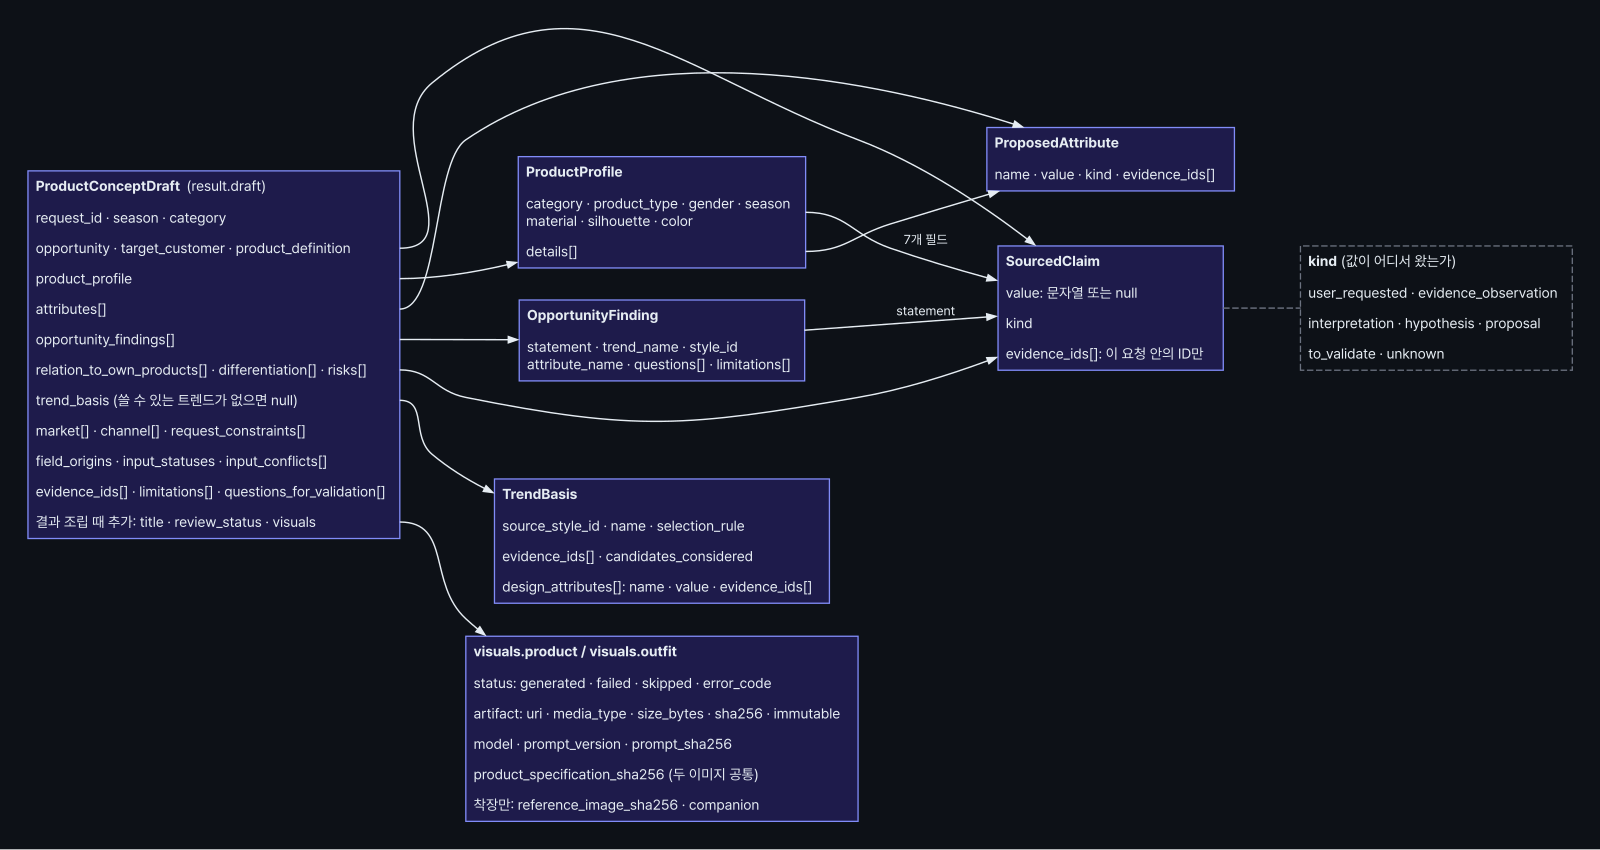 ProductConceptDraft (result.draft)
request_id · season · category
opportunity · target_customer · product_definition
product_profile
attributes[]
opportunity_findings[]
relation_to_own_products[] · differentiation[] · risks[]
trend_basis (쓸 수 있는 트렌드가 없으면 null)
market[] · channel[] · request_constraints[]
field_origins · input_statuses · input_conflicts[]
evidence_ids[] · limitations[] · questions_for_validation[]
결과 조립 때 추가: title · review_status · visuals
ProductProfile
category · product_type · gender · season
material · silhouette · color
details[]
OpportunityFinding
statement · trend_name · style_id
attribute_name · questions[] · limitations[]
7개 필드
statement
ProposedAttribute
name · value · kind · evidence_ids[]
SourcedClaim
value: 문자열 또는 null
kind
evidence_ids[]: 이 요청 안의 ID만
kind (값이 어디서 왔는가)
user_requested · evidence_observation
interpretation · hypothesis · proposal
to_validate · unknown
TrendBasis
source_style_id · name · selection_rule
evidence_ids[] · candidates_considered
design_attributes[]: name · value · evidence_ids[]
visuals.product / visuals.outfit
status: generated · failed · skipped · error_code
artifact: uri · media_type · size_bytes · sha256 · immutable
model · prompt_version · prompt_sha256
product_specification_sha256 (두 이미지 공통)
착장만: reference_image_sha256 · companion